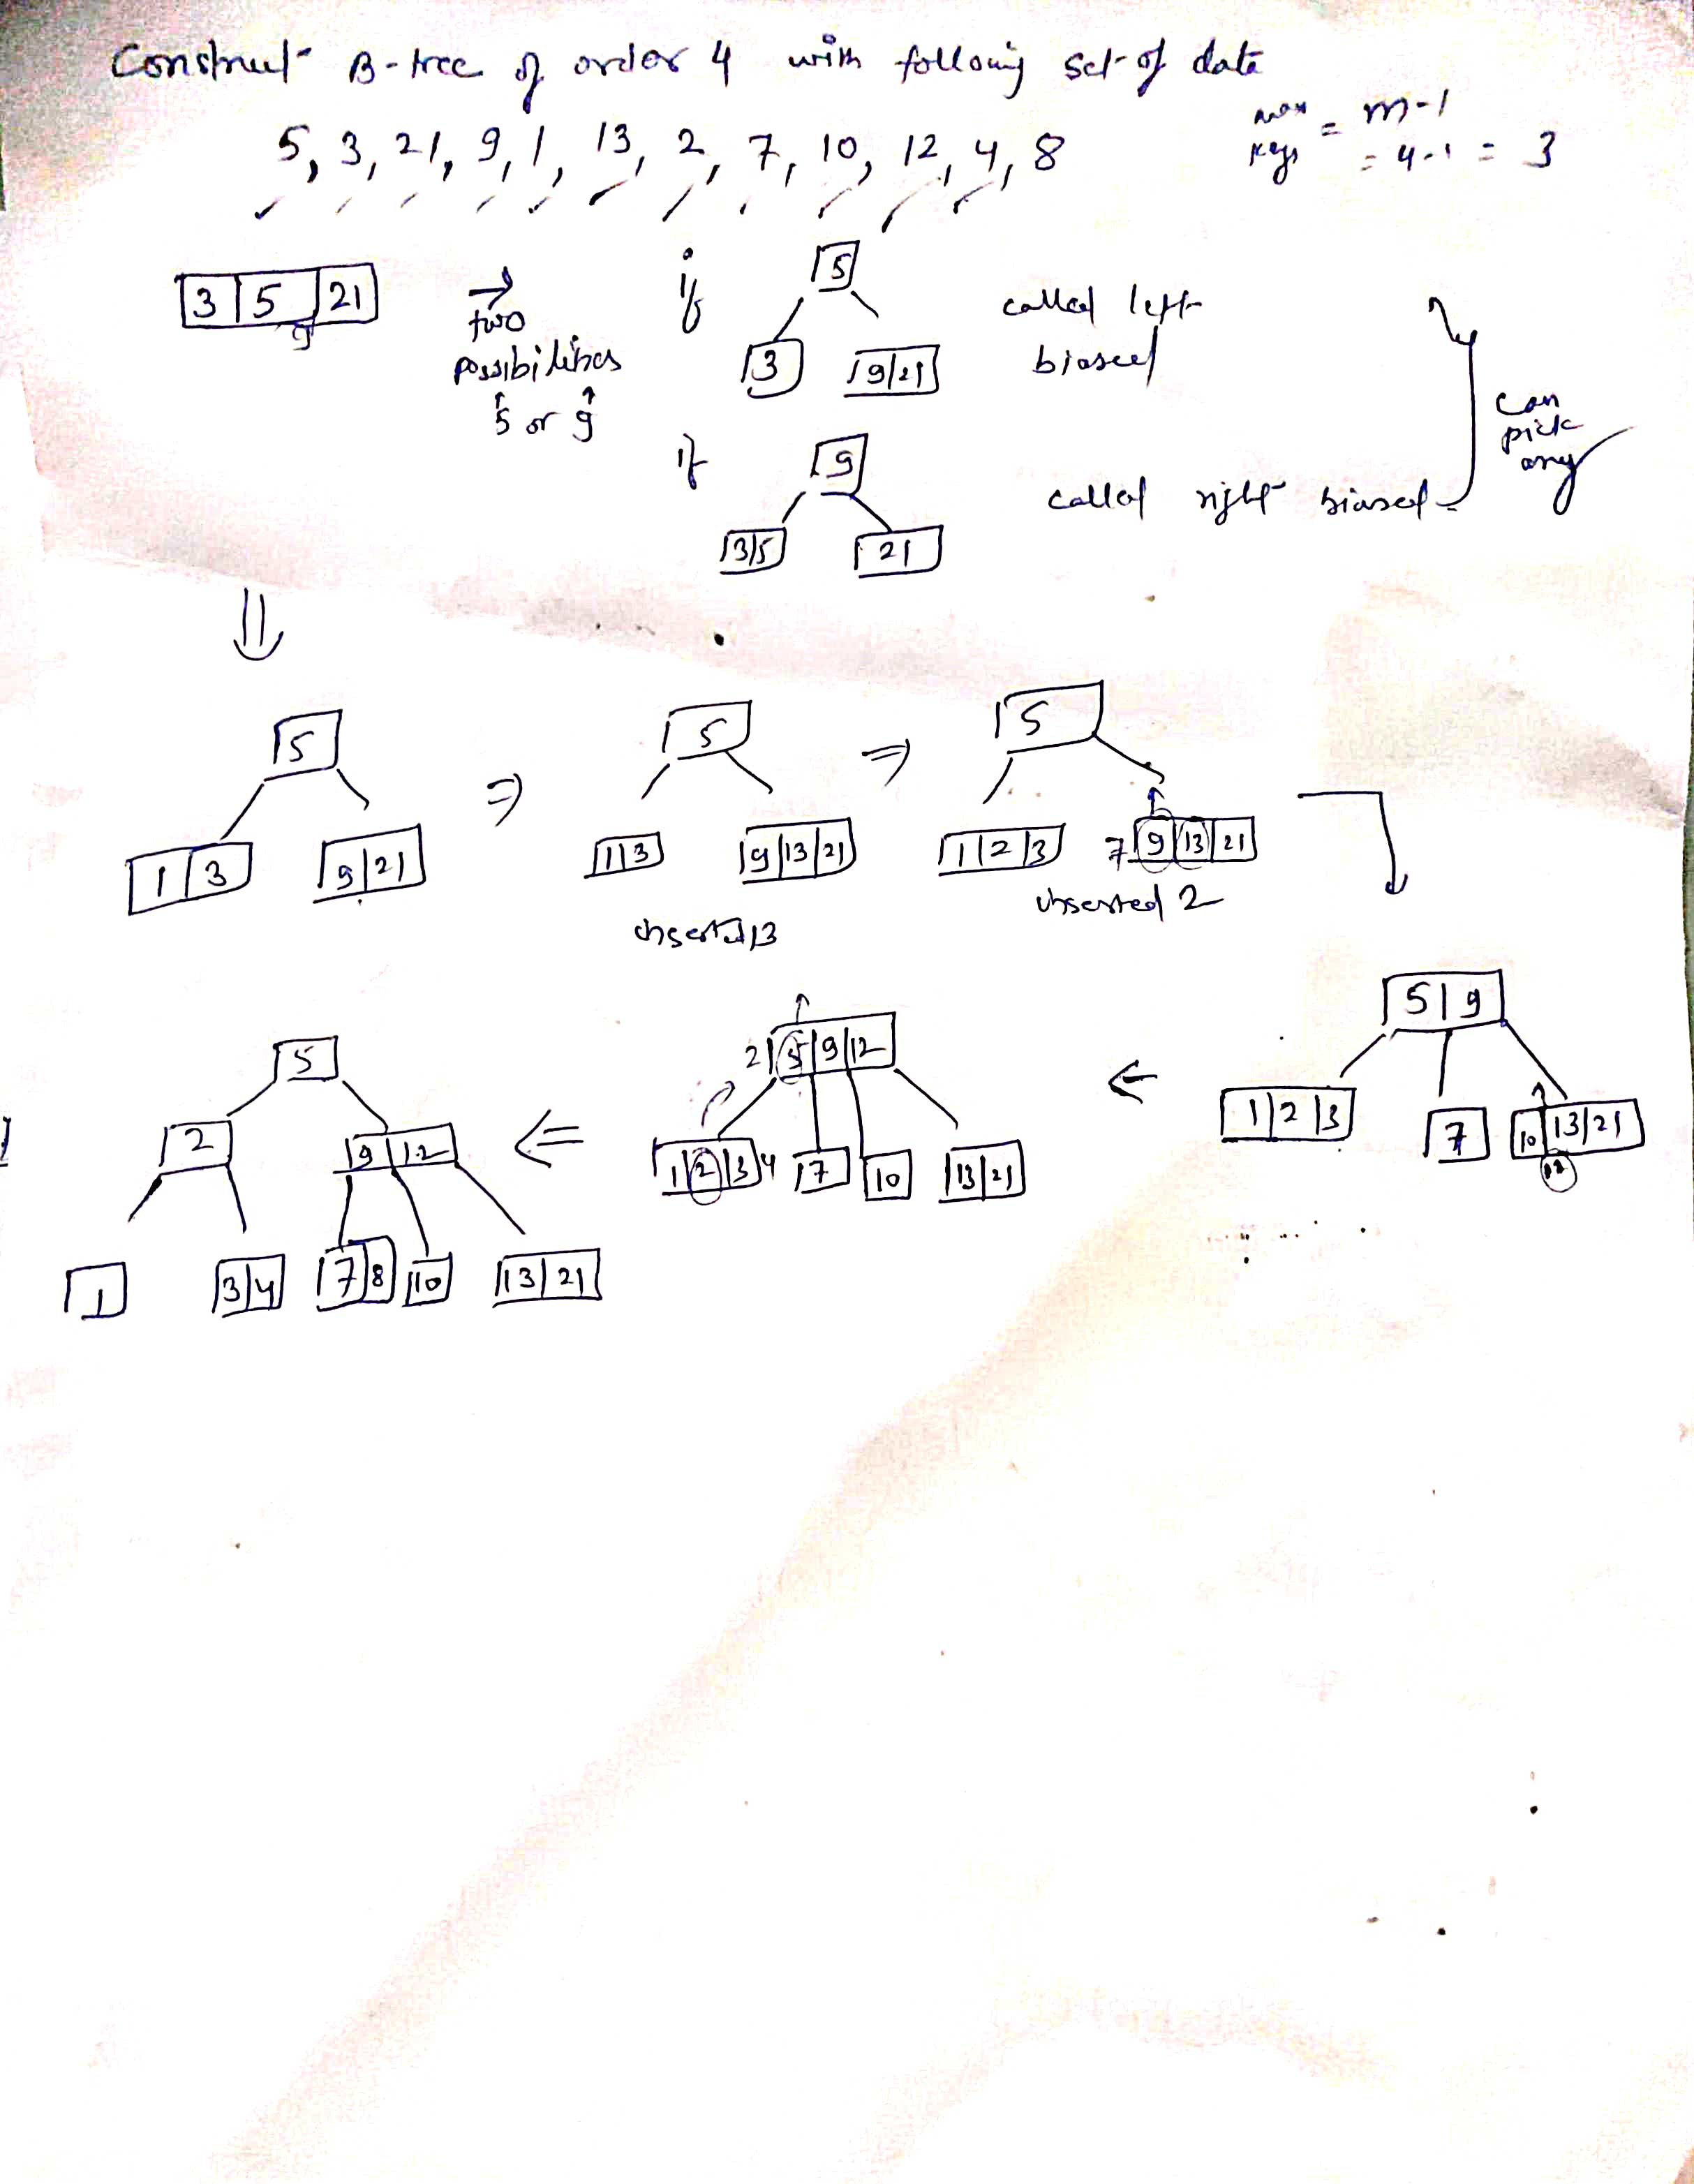 Construct B-tree of order 4 with following set of data
5, 3, 21, 9, 1, 13, 2, 7, 10, 12, 4, 8
max keys = m-1
= 4-1 = 3
3 | 5 | 21
9
→ two possibilities
5 or 9
if
5
3
9 | 21
called left biased
if
9
3 | 5
21
called right biased
can pick any
5
1 | 3
9 | 21
⇒
5
1 | 3
9 | 13 | 21
inserted 13
⇒
5
1 | 2 | 3
7 9 | 13 | 21
inserted 2
5 | 9
1 | 2 | 3
7
10 | 13 | 21
12
←
2 | 5 | 9 | 12
1 | 2 | 3 4
7
10
13 | 21
⇐
5
2
9 | 12
1
3 | 4
7 | 8
10
13 | 21